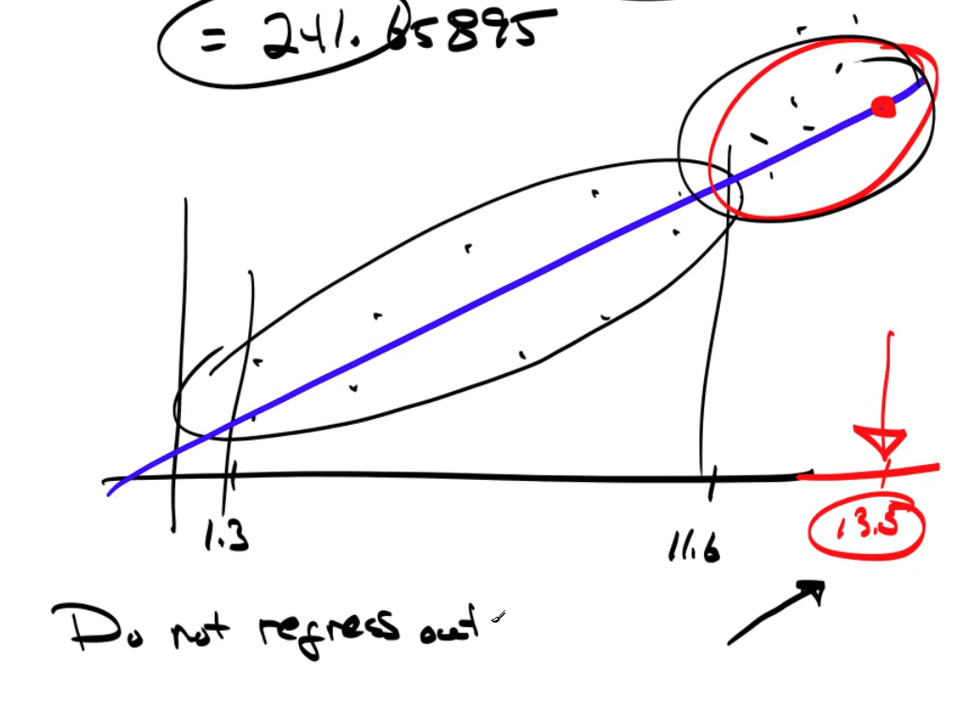 = 241.65895
1.3
11.6
13.5
Do not regress out